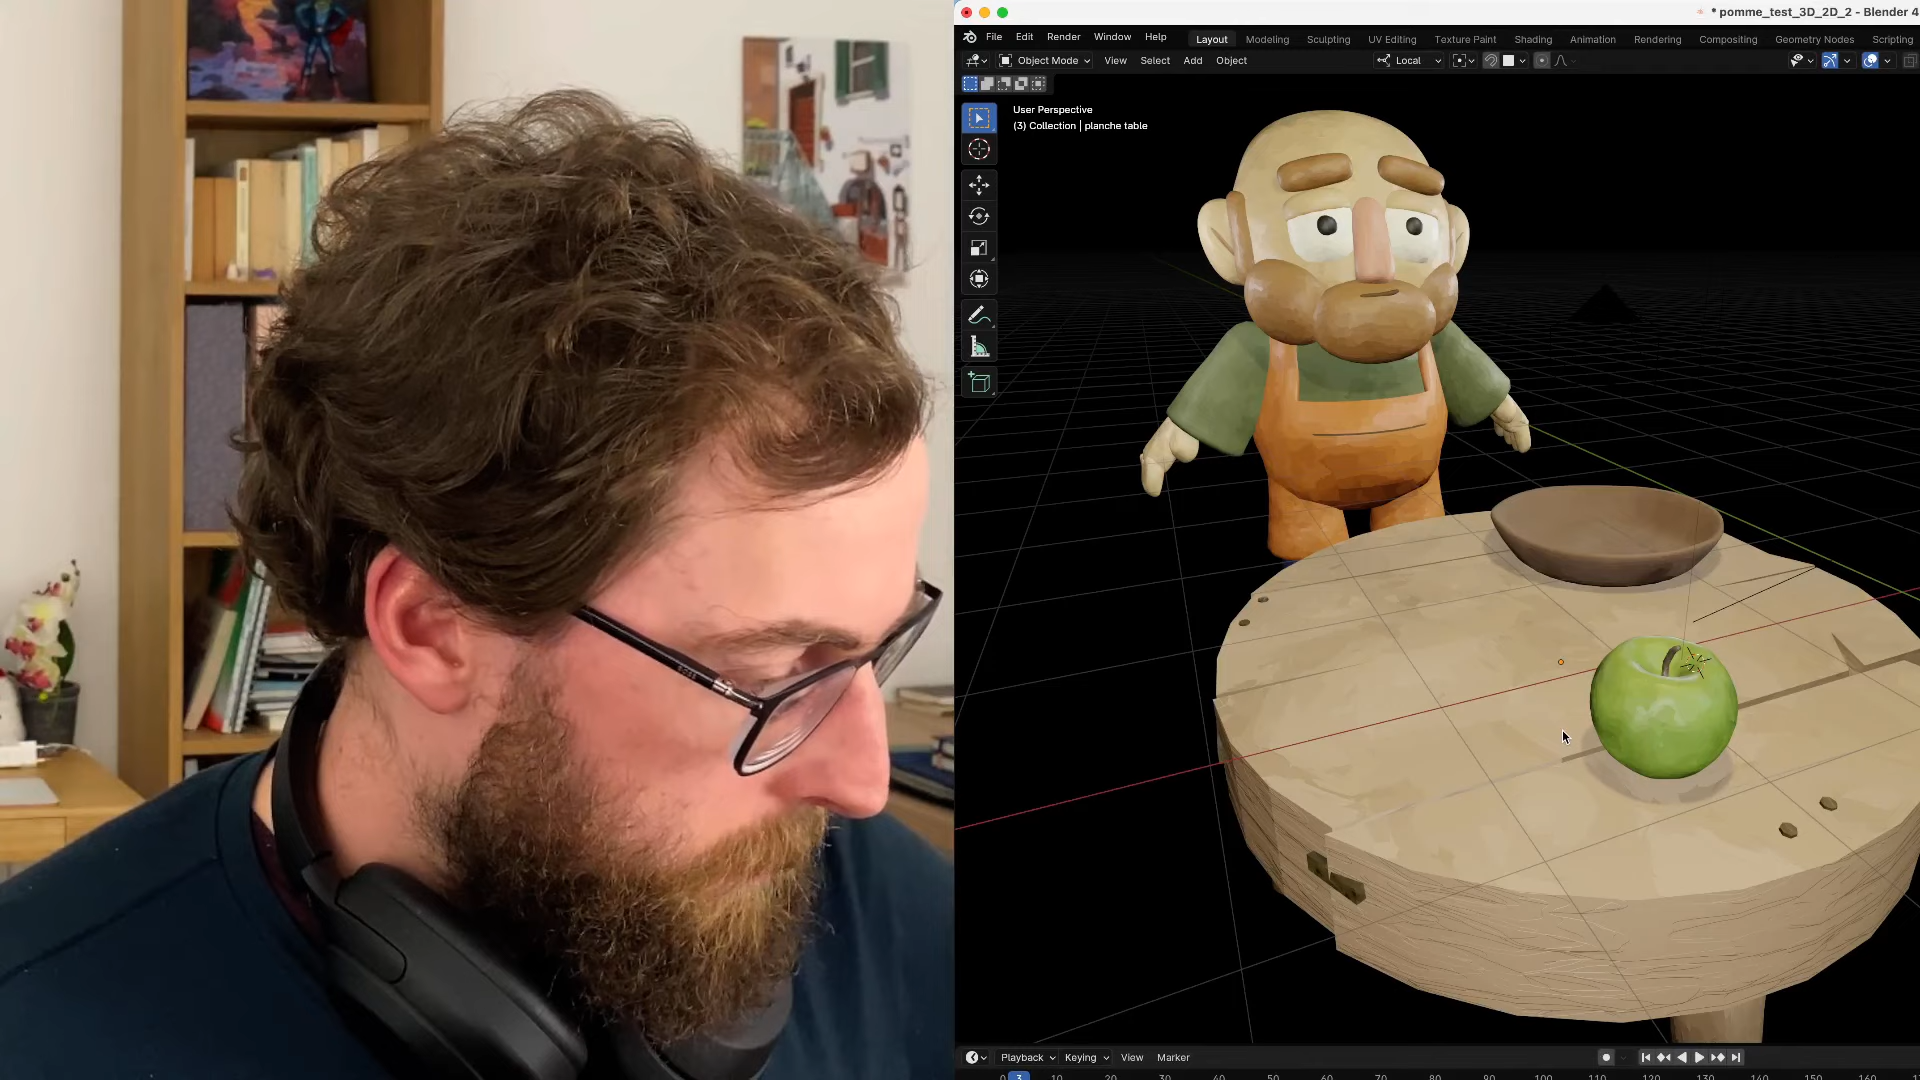 * pomme_test_3D_2D_2 - Blender 4
File Edit Render Window Help
Layout Modeling Sculpting UV Editing Texture Paint Shading Animation Rendering Compositing Geometry Nodes Scripting
Object Mode View Select Add Object Local
User Perspective
(3) Collection | planche table
Playback Keying View Marker
0 3 10 20 30 40 50 60 70 80 90 100 110 120 130 140 150 160